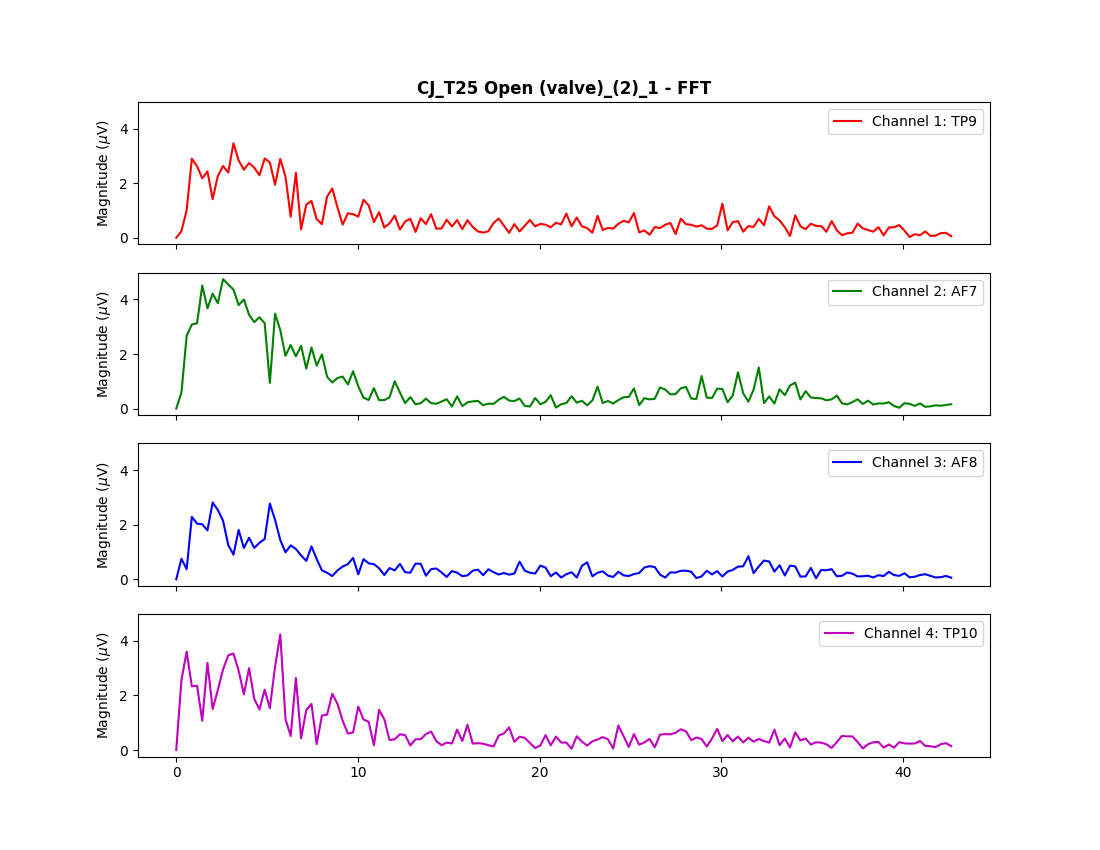 CJ_T25 Open (valve)_(2)_1 - FFT
Magnitude (μV)
4
2
0
Channel 1: TP9
Magnitude (μV)
4
2
0
Channel 2: AF7
Magnitude (μV)
4
2
0
Channel 3: AF8
Magnitude (μV)
4
2
0
Channel 4: TP10
0 10 20 30 40